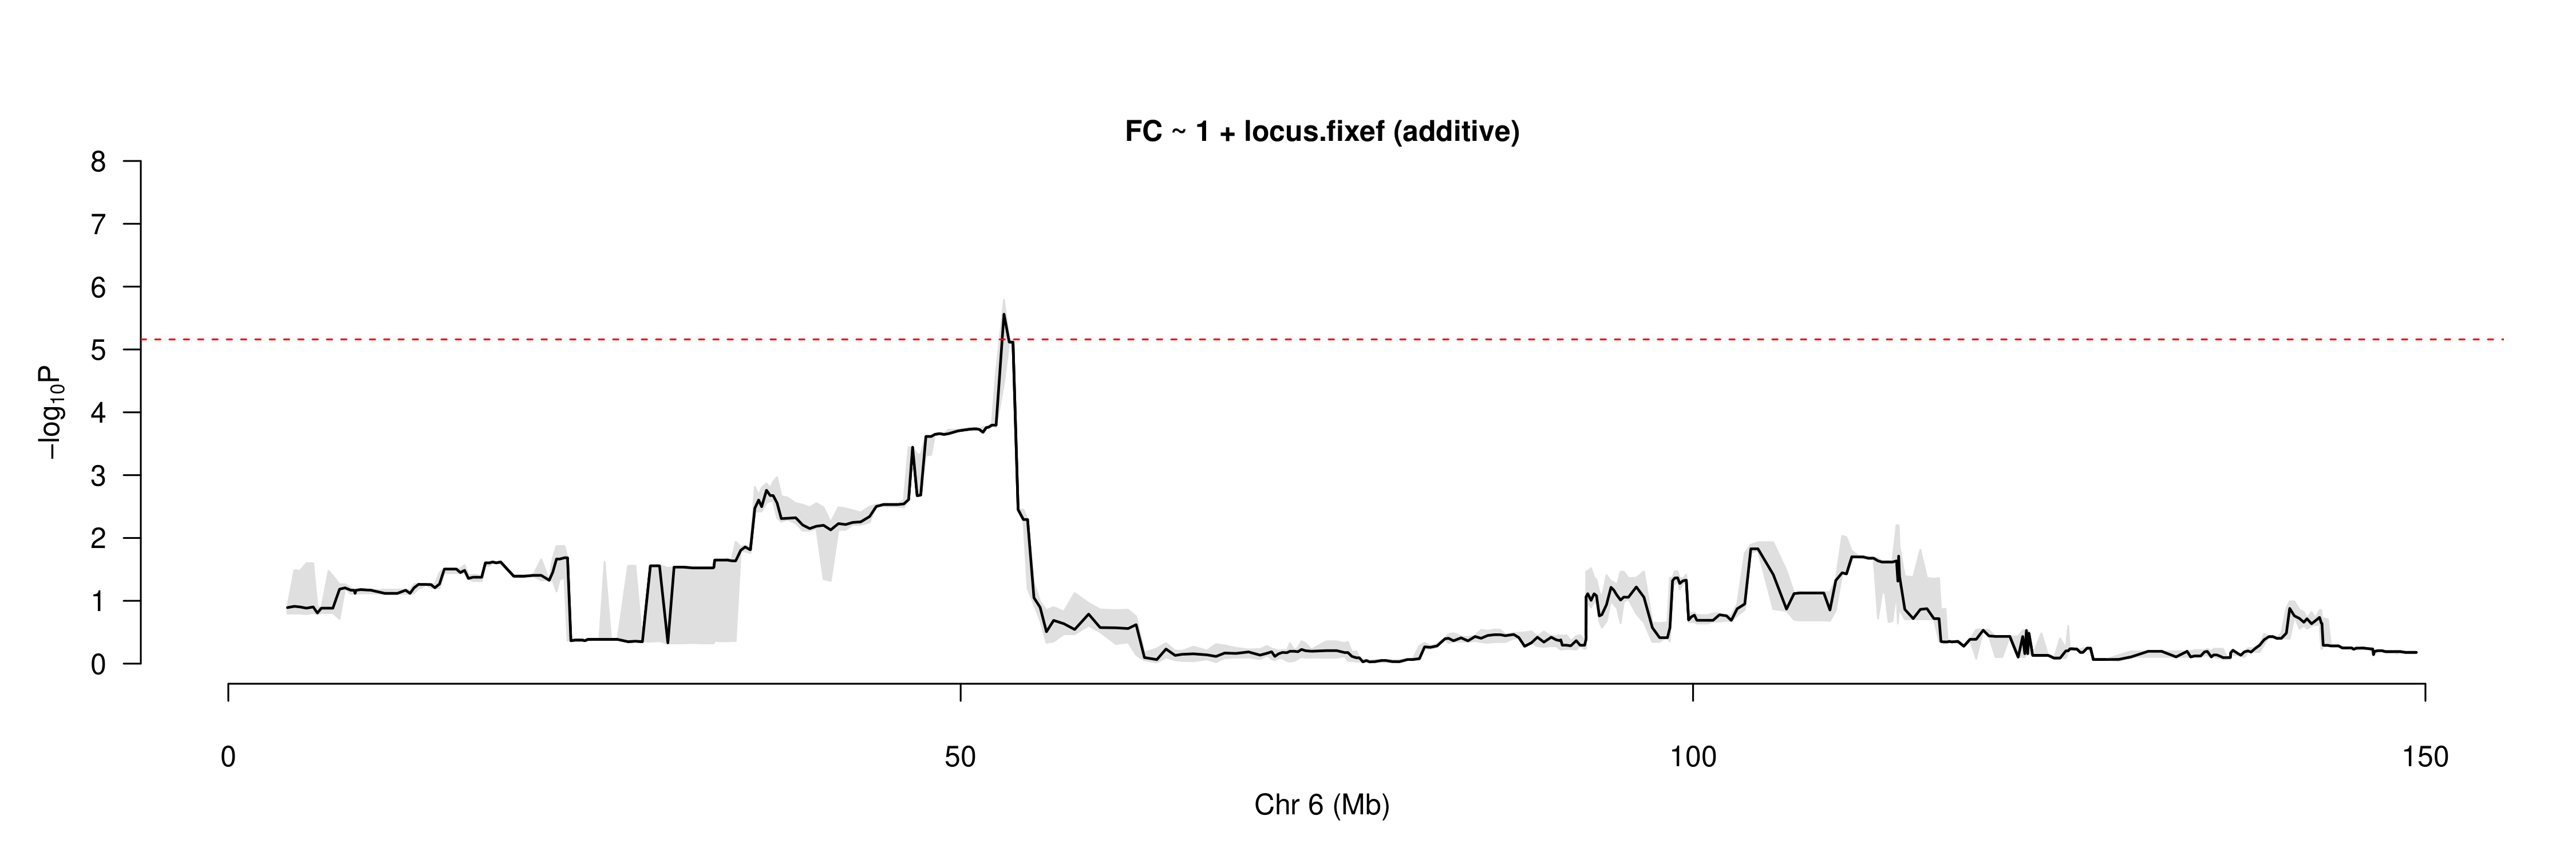 FC ~ 1 + locus.fixef (additive)
8
7
6
5
4
3
2
1
0
−log₁₀P
0 50 100 150
Chr 6 (Mb)